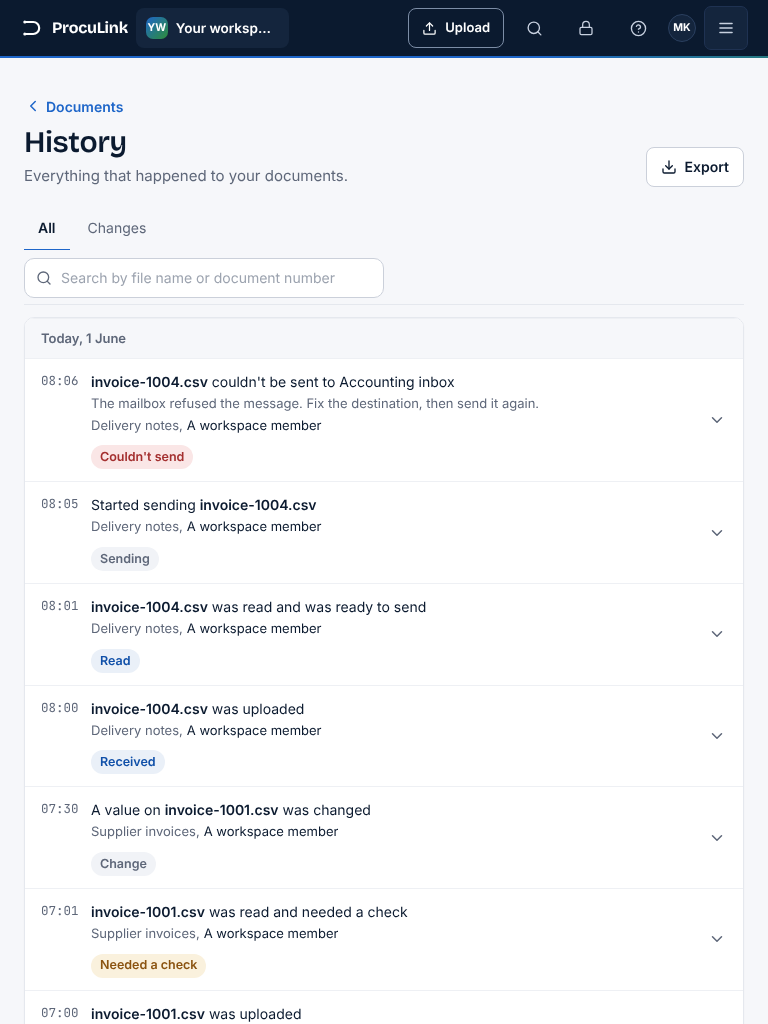 ProcuLink
YW
Your worksp...
Upload
MK
Documents
History
Everything that happened to your documents.
Export
All
Changes
Search by file name or document number
Today, 1 June
08:06
invoice-1004.csv couldn't be sent to Accounting inbox
The mailbox refused the message. Fix the destination, then send it again.
Delivery notes, A workspace member
Couldn't send
08:05
Started sending invoice-1004.csv
Delivery notes, A workspace member
Sending
08:01
invoice-1004.csv was read and was ready to send
Delivery notes, A workspace member
Read
08:00
invoice-1004.csv was uploaded
Delivery notes, A workspace member
Received
07:30
A value on invoice-1001.csv was changed
Supplier invoices, A workspace member
Change
07:01
invoice-1001.csv was read and needed a check
Supplier invoices, A workspace member
Needed a check
07:00
invoice-1001.csv was uploaded